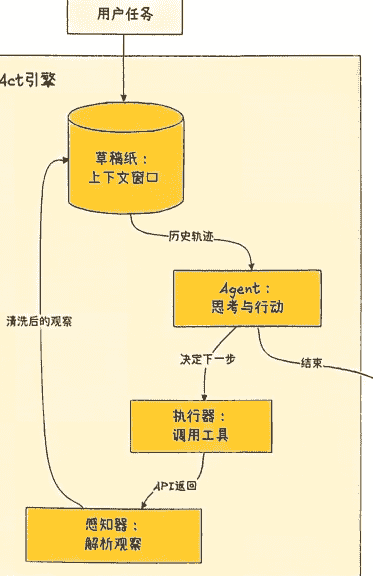 用户任务
Act引擎
草稿纸：
上下文窗口
历史轨迹
Agent：
思考与行动
清洗后的观察
决定下一步
结束
执行器：
调用工具
API返回
感知器：
解析观察